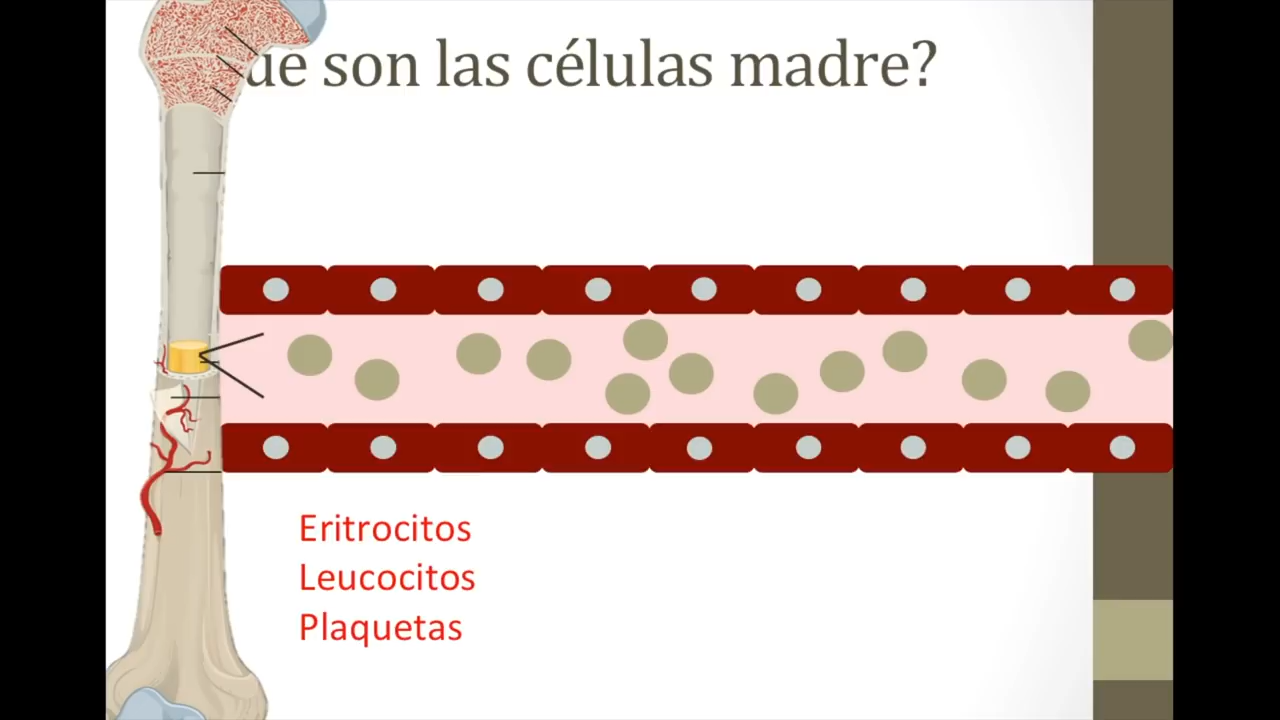 ue son las células madre?
Eritrocitos
Leucocitos
Plaquetas